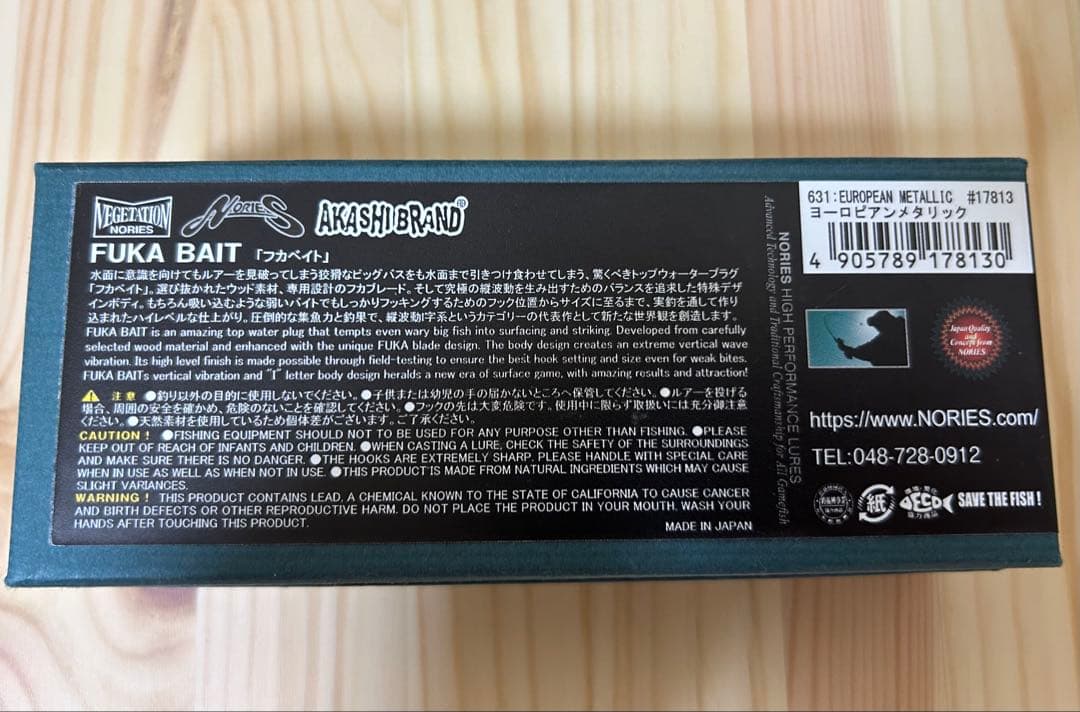 VEGETATION
NORIES
NORIES
AKASHI BRAND®
FUKA BAIT 「フカベイト」
水面に意識を向けてもルアーを見破ってしまう狡猾なビッグバスをも水面まで引きつけ食わせてしまう、驚くべきトップウォータープラグ
「フカベイト」。選び抜かれたウッド素材、専用設計のフカブレード。そして究極の縦波動を生み出すためのバランスを追求した特殊デザ
インボディ。もちろん吸い込むような弱いバイトでもしっかりフッキングするためのフック位置からサイズに至るまで、実釣を通して作り
込まれたハイレベルな仕上がり。圧倒的な集魚力と釣果で、縦波動I字系というカテゴリーの代表作として新たな世界観を創造します。
FUKA BAIT is an amazing top water plug that tempts even wary big fish into surfacing and striking. Developed from carefully
selected wood material and enhanced with the unique FUKA blade design. The body design creates an extreme vertical wave
vibration. Its high level finish is made possible through field-testing to ensure the best hook setting and size even for weak bites.
FUKA BAITs vertical vibration and "I" letter body design heralds a new era of surface game, with amazing results and attraction!
注意 ●釣り以外の目的に使用しないでください。●子供または幼児の手の届かないところへ保管してください。●ルアーを投げる
場合、周囲の安全を確かめ、危険のないことを確認してください。●フックの先は大変危険です。使用中に限らず取扱いには充分御注意
ください。●天然素材を使用しているため個体差がございます。ご了承ください。
CAUTION! ●FISHING EQUIPMENT SHOULD NOT TO BE USED FOR ANY PURPOSE OTHER THAN FISHING. ●PLEASE
KEEP OUT OF REACH OF INFANTS AND CHILDREN. ●WHEN CASTING A LURE, CHECK THE SAFETY OF THE SURROUNDINGS
AND MAKE SURE THERE IS NO DANGER. ●THE HOOKS ARE EXTREMELY SHARP. PLEASE HANDLE WITH SPECIAL CARE
WHEN IN USE AS WELL AS WHEN NOT IN USE. ●THIS PRODUCT IS MADE FROM NATURAL INGREDIENTS WHICH MAY CAUSE
SLIGHT VARIANCES.
WARNING! THIS PRODUCT CONTAINS LEAD, A CHEMICAL KNOWN TO THE STATE OF CALIFORNIA TO CAUSE CANCER
AND BIRTH DEFECTS OR OTHER REPRODUCTIVE HARM. DO NOT PLACE THE PRODUCT IN YOUR MOUTH. WASH YOUR
HANDS AFTER TOUCHING THIS PRODUCT.
MADE IN JAPAN
NORIES HIGH PERFORMANCE LURES
Advanced Technology and Traditional Craftsmanship for All Gamefish
631:EUROPEAN METALLIC #17813
ヨーロピアンメタリック
4 905789 178130
Japan Quality
and
Concept from
NORIES
https://www.NORIES.com/
TEL:048-728-0912
紙
ECO
SAVE THE FISH!